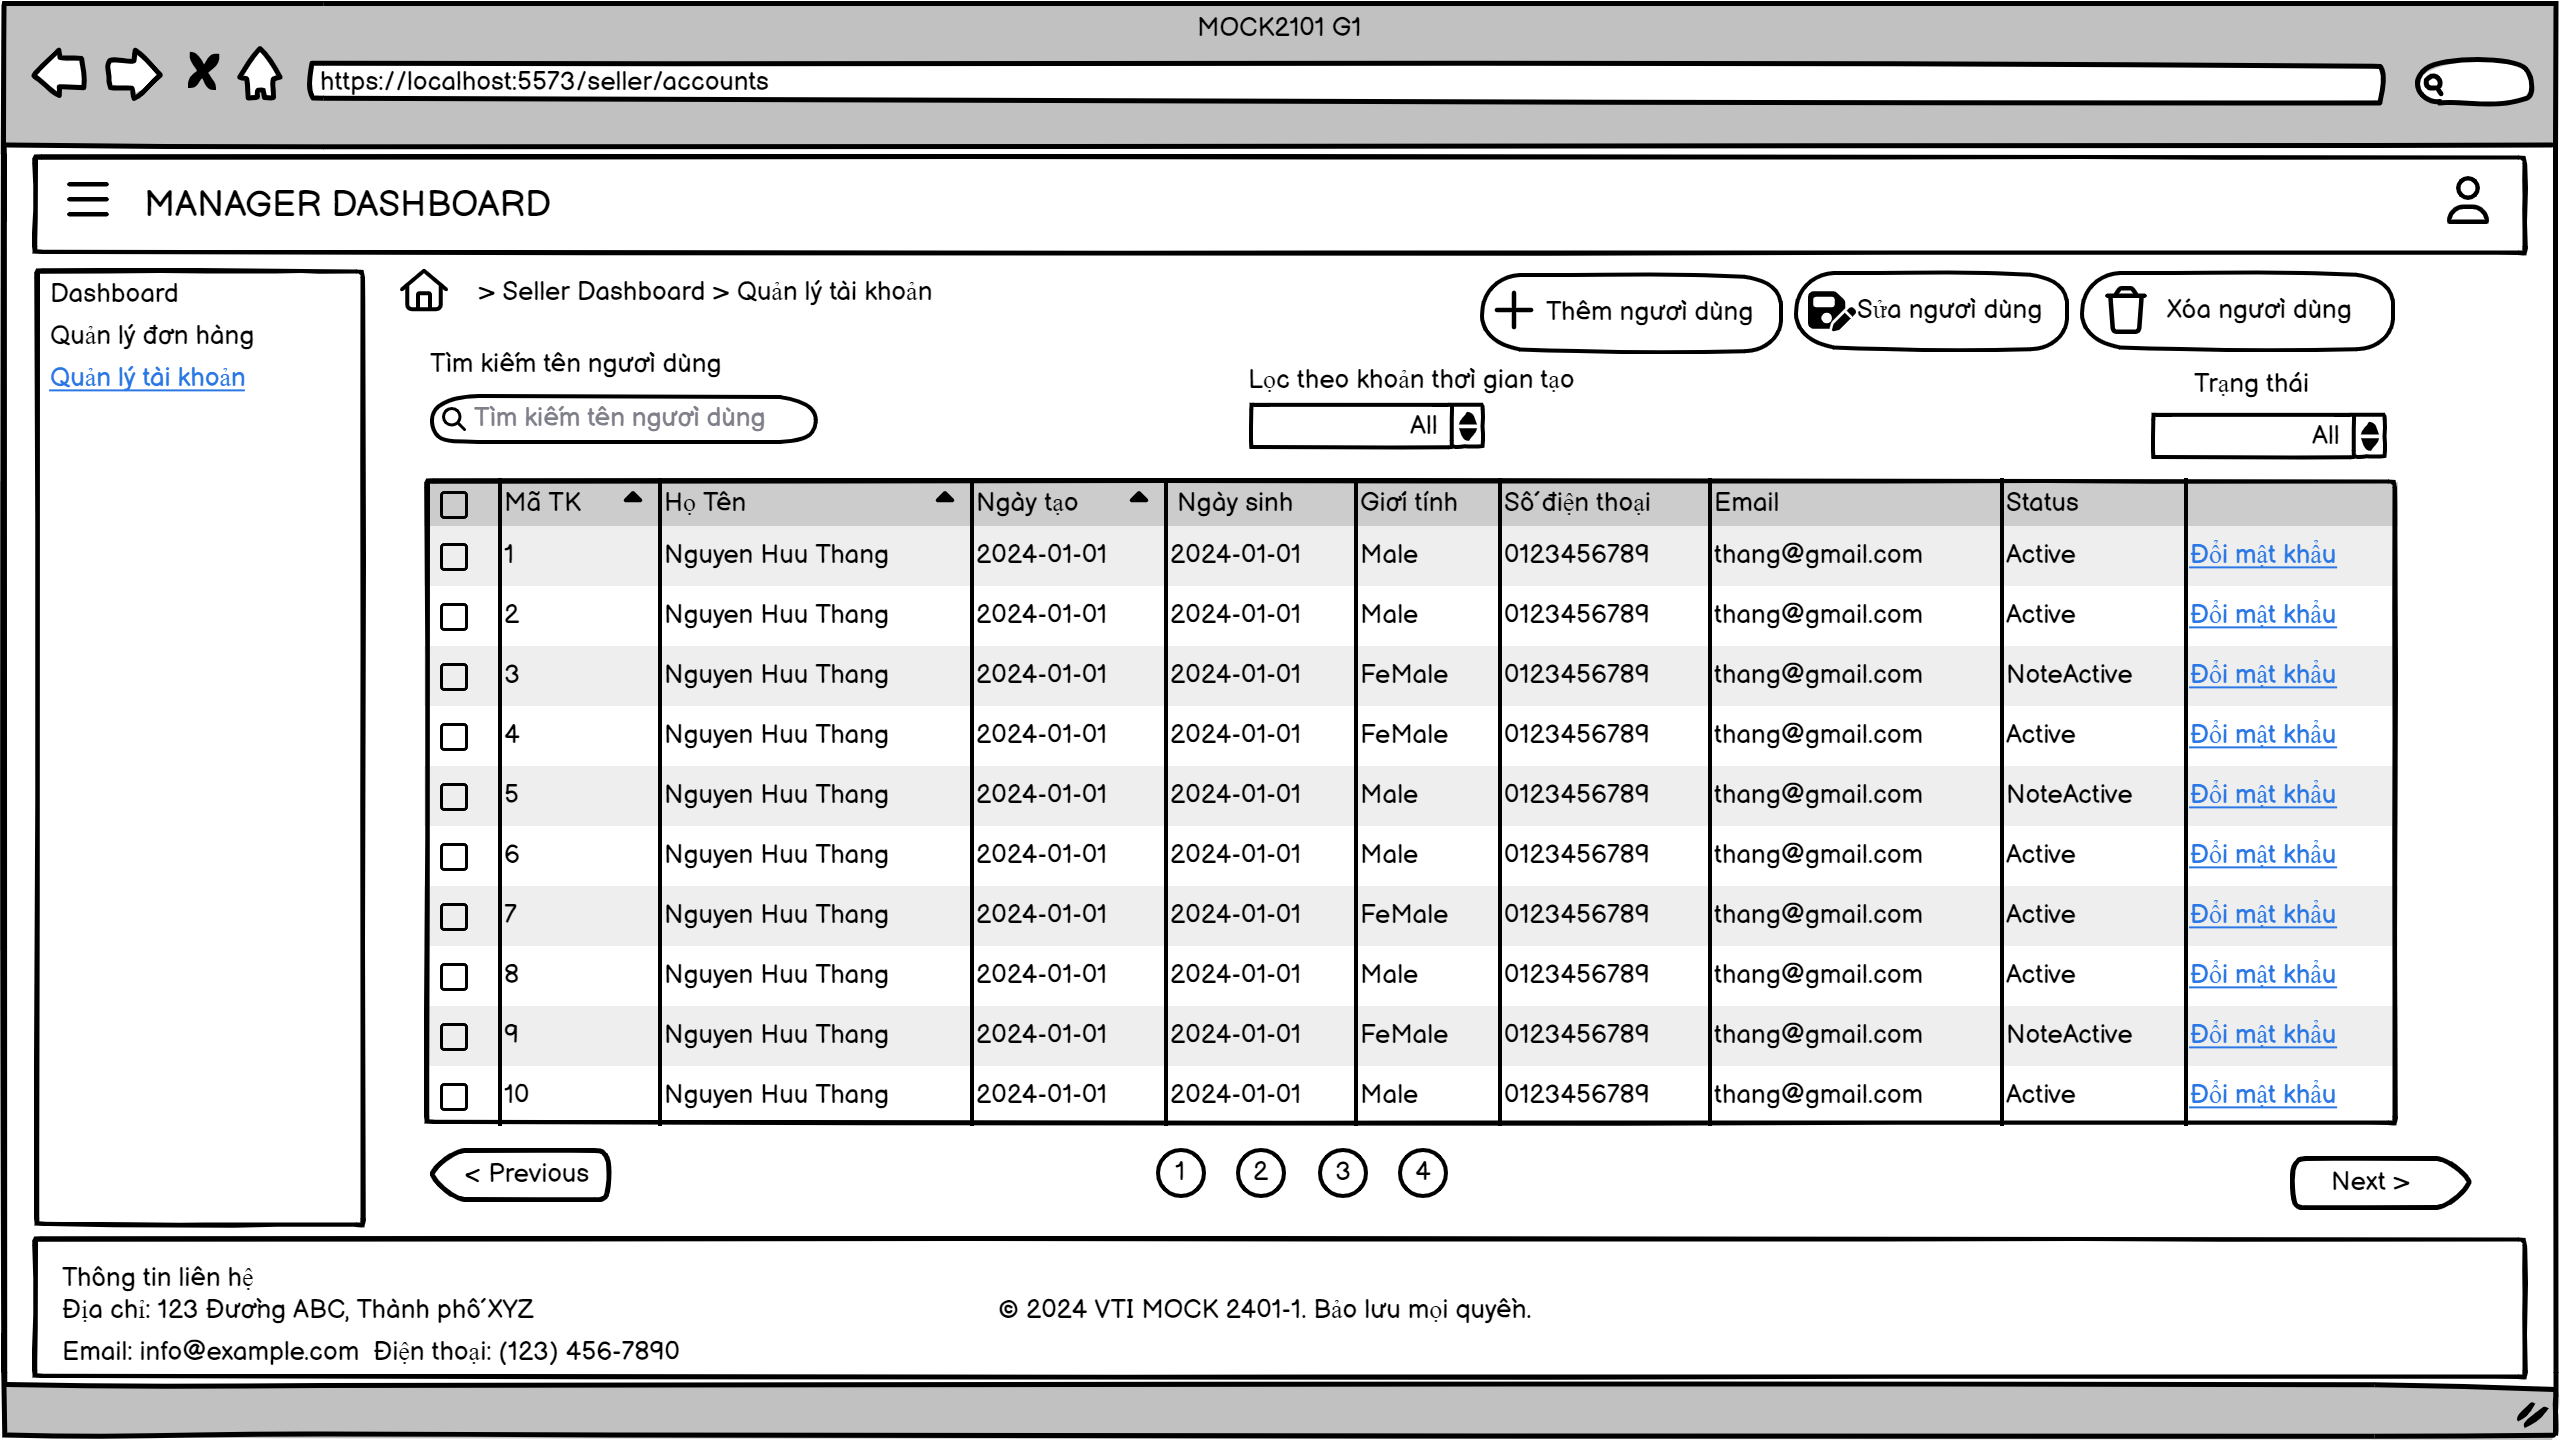 MOCK2101 G1
https://localhost:5573/seller/accounts
MANAGER DASHBOARD
Dashboard
Quản lý đơn hàng
Quản lý tài khoản
> Seller Dashboard > Quản lý tài khoản
Thêm người dùng
Sửa người dùng
Xóa người dùng
Tìm kiếm tên người dùng
Tìm kiếm tên người dùng
Lọc theo khoản thời gian tạo
All
Trạng thái
All
Mã TK Họ Tên Ngày tạo Ngày sinh Giới tính Số điện thoại Email Status
1 Nguyen Huu Thang 2024-01-01 2024-01-01 Male 0123456789 thang@gmail.com Active Đổi mật khẩu
2 Nguyen Huu Thang 2024-01-01 2024-01-01 Male 0123456789 thang@gmail.com Active Đổi mật khẩu
3 Nguyen Huu Thang 2024-01-01 2024-01-01 FeMale 0123456789 thang@gmail.com NoteActive Đổi mật khẩu
4 Nguyen Huu Thang 2024-01-01 2024-01-01 FeMale 0123456789 thang@gmail.com Active Đổi mật khẩu
5 Nguyen Huu Thang 2024-01-01 2024-01-01 Male 0123456789 thang@gmail.com NoteActive Đổi mật khẩu
6 Nguyen Huu Thang 2024-01-01 2024-01-01 Male 0123456789 thang@gmail.com Active Đổi mật khẩu
7 Nguyen Huu Thang 2024-01-01 2024-01-01 FeMale 0123456789 thang@gmail.com Active Đổi mật khẩu
8 Nguyen Huu Thang 2024-01-01 2024-01-01 Male 0123456789 thang@gmail.com Active Đổi mật khẩu
9 Nguyen Huu Thang 2024-01-01 2024-01-01 FeMale 0123456789 thang@gmail.com NoteActive Đổi mật khẩu
10 Nguyen Huu Thang 2024-01-01 2024-01-01 Male 0123456789 thang@gmail.com Active Đổi mật khẩu
< Previous
1 2 3 4
Next >
Thông tin liên hệ
Địa chỉ: 123 Đường ABC, Thành phố XYZ
Email: info@example.com Điện thoại: (123) 456-7890
© 2024 VTI MOCK 2401-1. Bảo lưu mọi quyền.